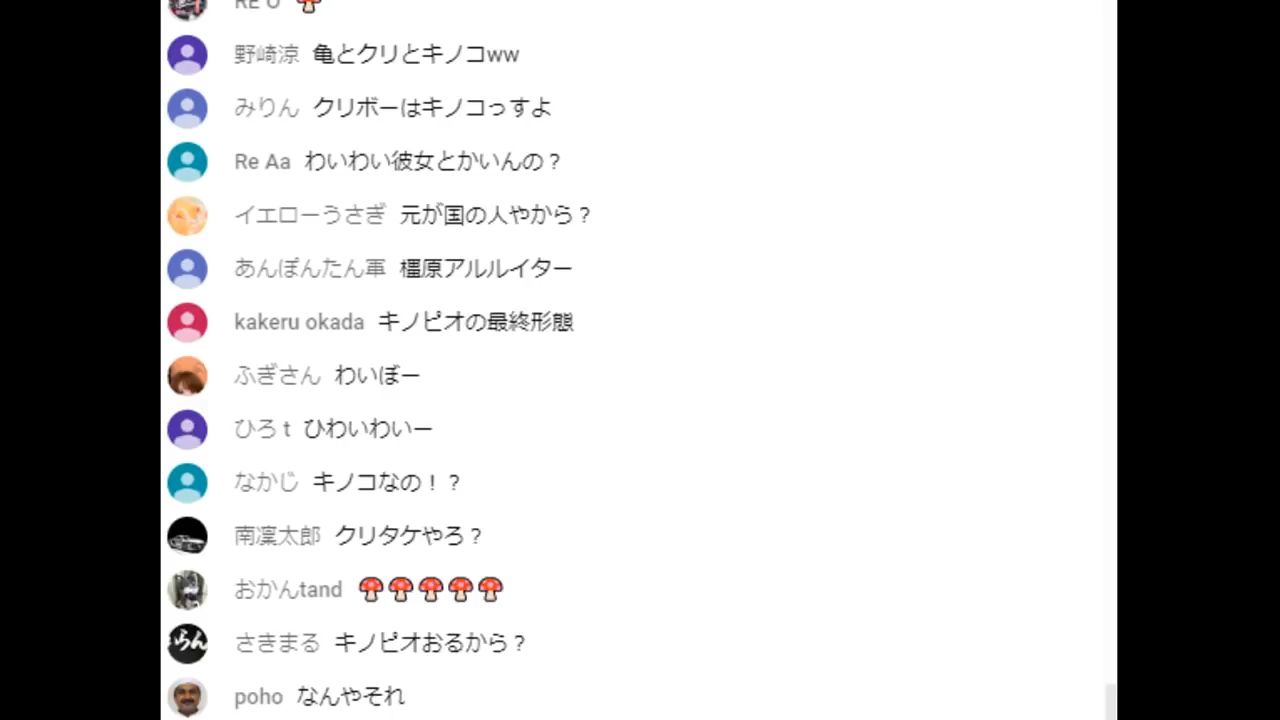 RE O 🍄
野崎涼 亀とクリとキノコww
みりん クリボーはキノコっすよ
Re Aa わいわい彼女とかいんの？
イエローうさぎ 元が国の人やから？
あんぽんたん軍 橿原アルルイター
kakeru okada キノピオの最終形態
ふぎさん わいぼー
ひろ t ひわいわいー
なかじ キノコなの！？
南凜太郎 クリタケやろ？
おかんtand 🍄🍄🍄🍄🍄
さきまる キノピオおるから？
poho なんやそれ